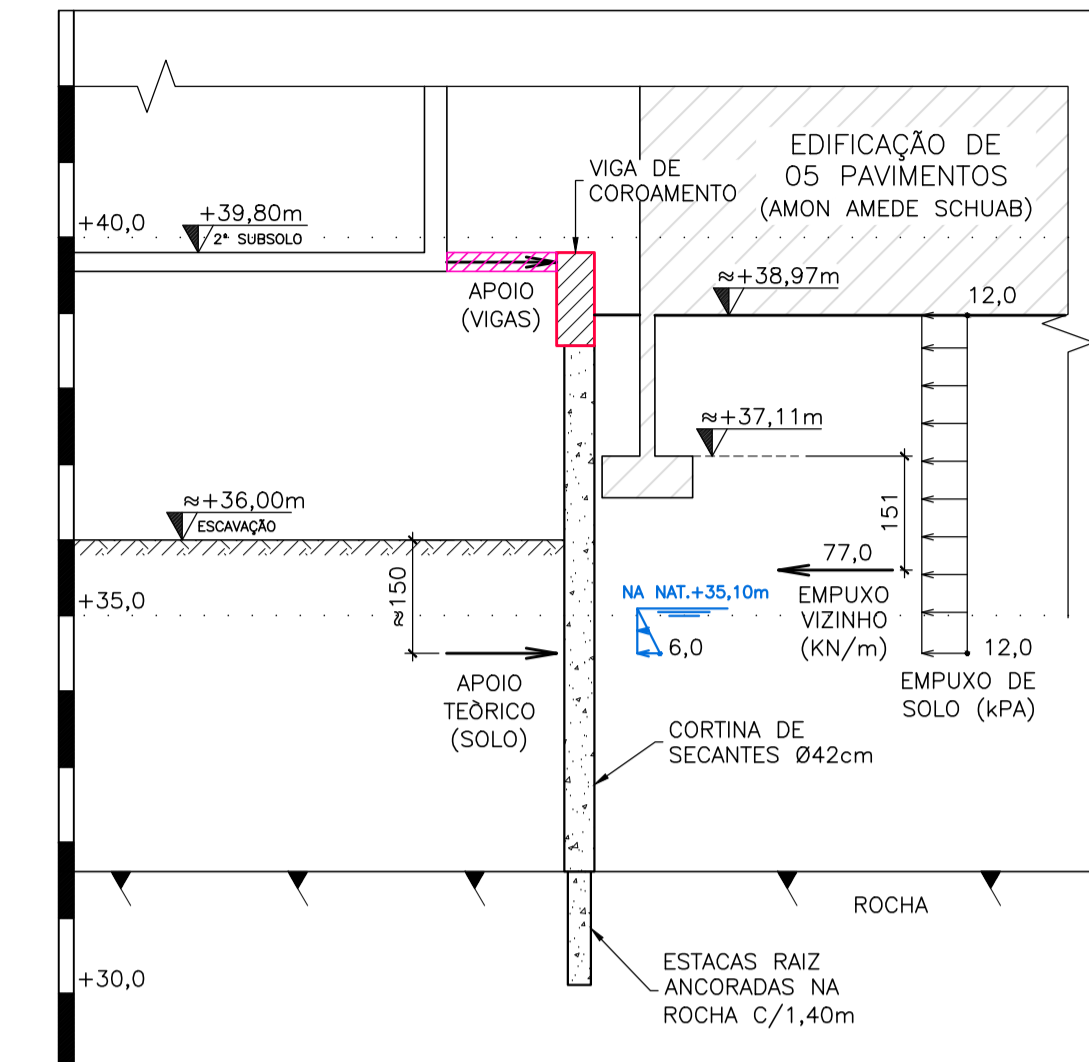 EDIFICAÇÃO DE
05 PAVIMENTOS
(AMON AMEDE SCHUAB)
VIGA DE
COROAMENTO
+40,0
+39,80m
2ª SUBSOLO
APOIO
(VIGAS)
≈+38,97m
12,0
≈+37,11m
≈+36,00m
ESCAVAÇÃO
151
77,0
EMPUXO
VIZINHO
(KN/m)
≈150
NA NAT.+35,10m
6,0
+35,0
12,0
EMPUXO DE
SOLO (kPA)
APOIO
TEÒRICO
(SOLO)
CORTINA DE
SECANTES Ø42cm
ROCHA
ESTACAS RAIZ
ANCORADAS NA
ROCHA C/1,40m
+30,0